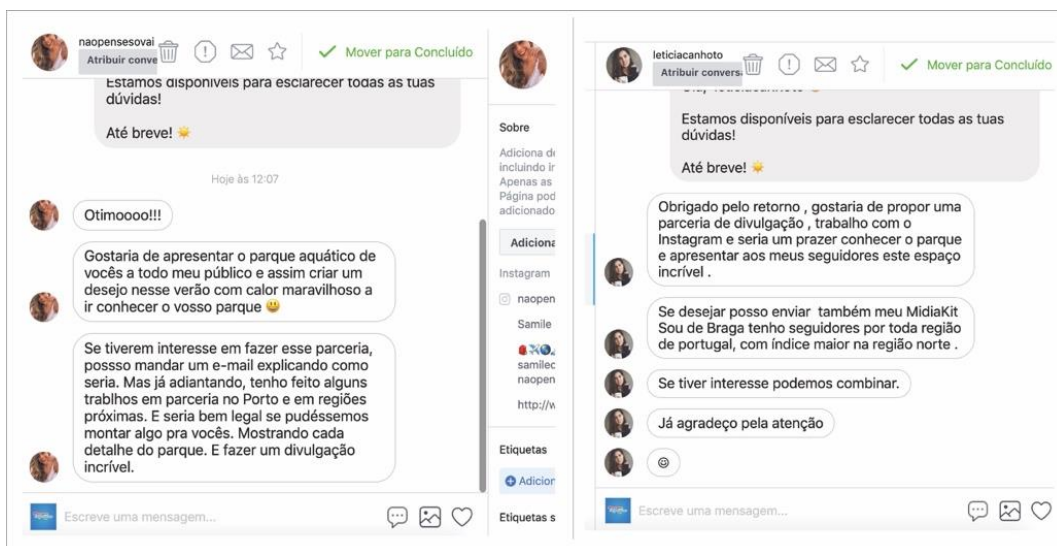 naopensesovai
Atribuir conve
Mover para Concluído
Estamos disponíveis para esclarecer todas as tuas
dúvidas!
Até breve!
Hoje às 12:07
Otimoooo!!!
Gostaria de apresentar o parque aquático de
vocês a todo meu público e assim criar um
desejo nesse verão com calor maravilhoso a
ir conhecer o vosso parque 😃
Se tiverem interesse em fazer esse parceria,
possso mandar um e-mail explicando como
seria. Mas já adiantando, tenho feito alguns
trablhos em parceria no Porto e em regiões
próximas. E seria bem legal se pudéssemos
montar algo pra vocês. Mostrando cada
detalhe do parque. E fazer um divulgação
incrível.
Escreve uma mensagem...
Sobre
Adiciona de
incluindo ir
Apenas as
Página pod
adicionado
Adiciona
Instagram
naopen
Samile
samilec
naopen
http://w
Etiquetas
Adicior
Etiquetas s
leticiacanhoto
Atribuir convers
Mover para Concluído
Estamos disponíveis para esclarecer todas as tuas
dúvidas!
Até breve!
Obrigado pelo retorno , gostaria de propor uma
parceria de divulgação , trabalho com o
Instagram e seria um prazer conhecer o parque
e apresentar aos meus seguidores este espaço
incrível .
Se desejar posso enviar também meu MidiaKit
Sou de Braga tenho seguidores por toda região
de portugal, com índice maior na região norte .
Se tiver interesse podemos combinar.
Já agradeço pela atenção
☺
Escreve uma mensagem...